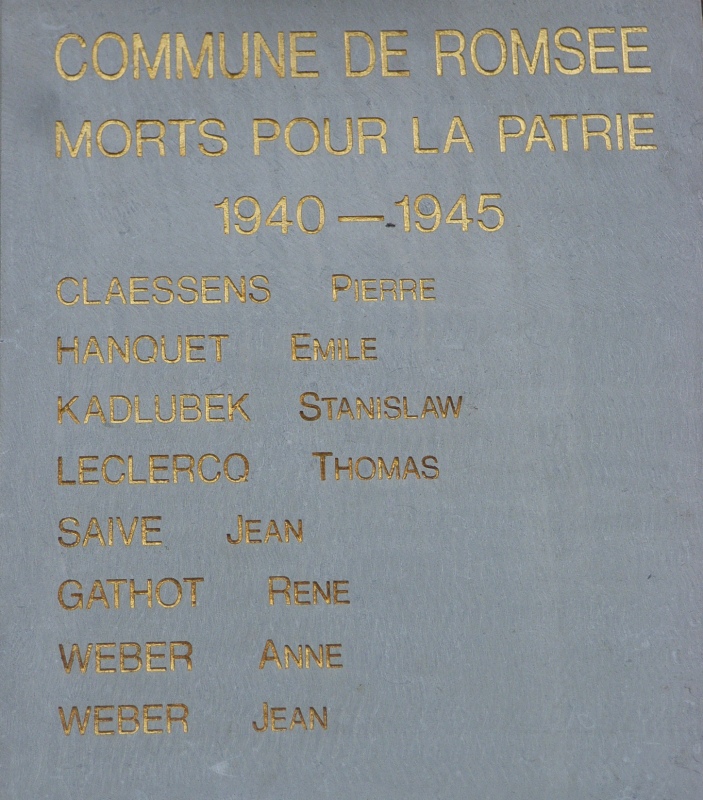 COMMUNE DE ROMSEE
MORTS POUR LA PATRIE
1940 — 1945
CLAESSENS PIERRE
HANQUET EMILE
KADLUBEK STANISLAW
LECLERCQ THOMAS
SAIVE JEAN
GATHOT RENE
WEBER ANNE
WEBER JEAN